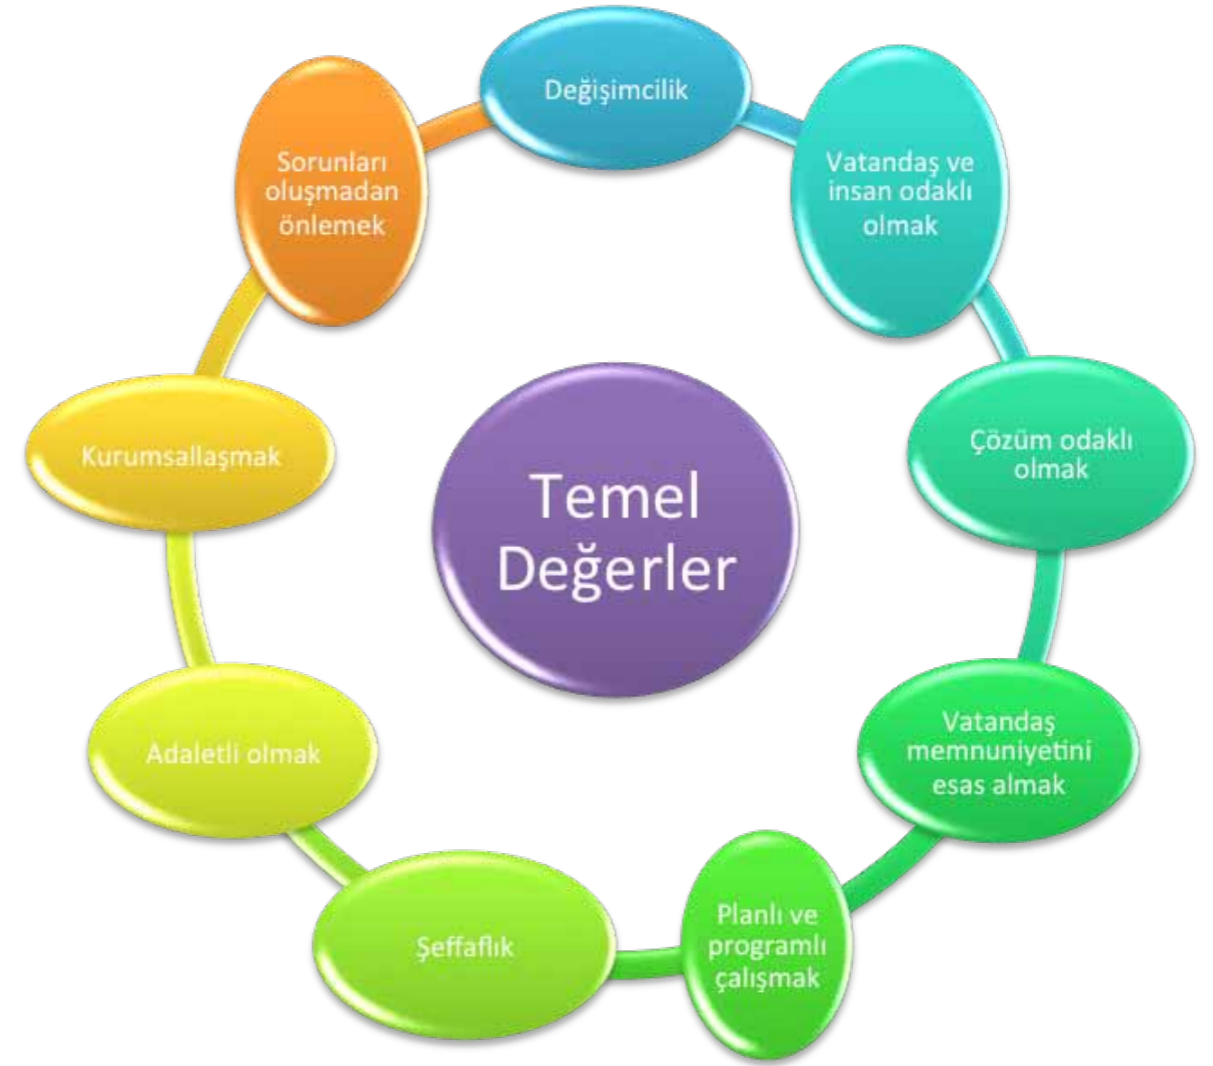 Değişimcilik
Vatandaş ve
insan odaklı
olmak
Çözüm odaklı
olmak
Vatandaş
memnuniyetini
esas almak
Planlı ve
programlı
çalışmak
Şeffaflık
Adaletli olmak
Kurumsallaşmak
Sorunları
oluşmadan
önlemek
Temel
Değerler